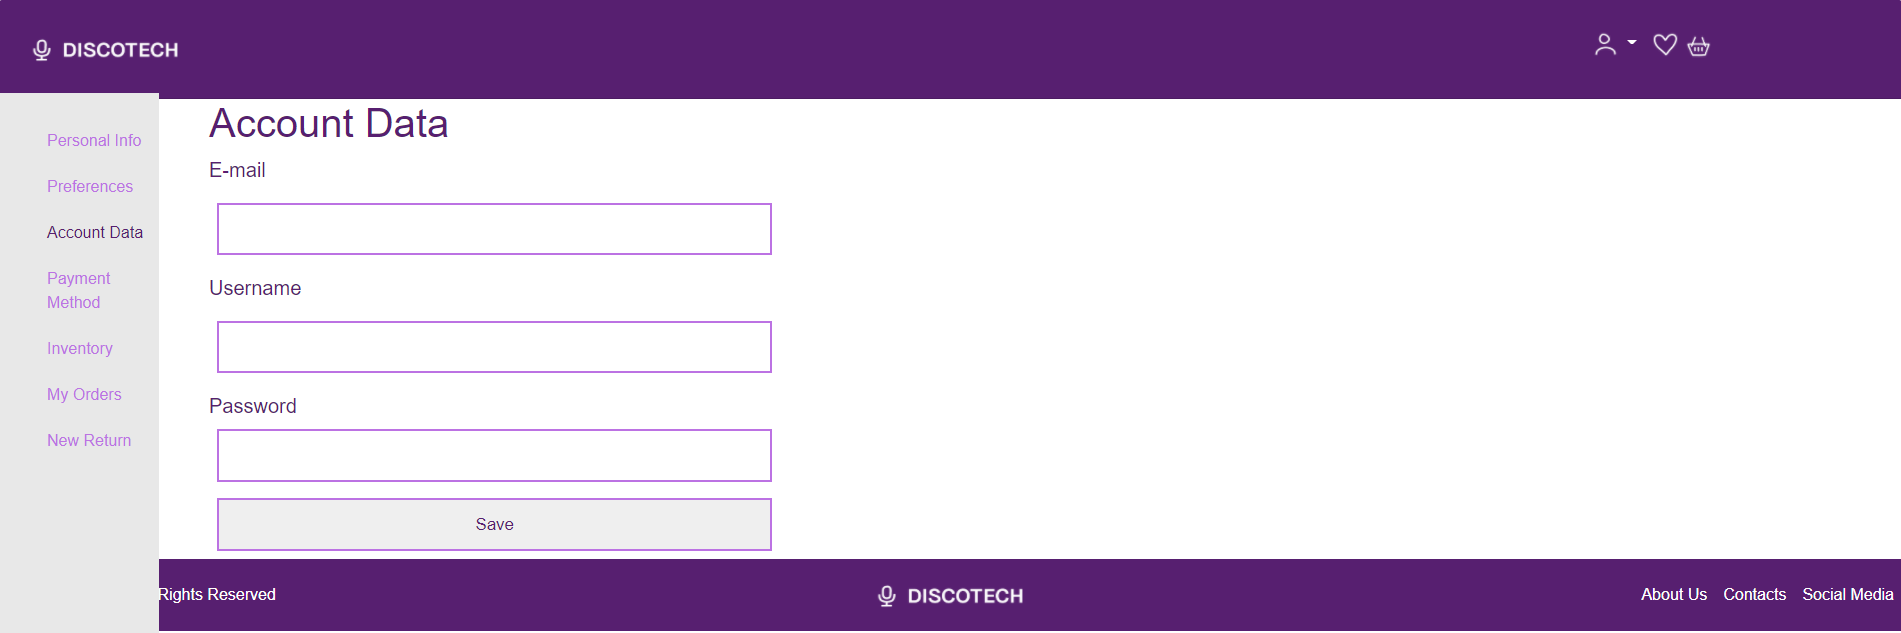 DISCOTECH
Personal Info
Preferences
Account Data
Payment
Method
Inventory
My Orders
New Return
Account Data
E-mail
Username
Password
Save
Rights Reserved
DISCOTECH
About Us Contacts Social Media